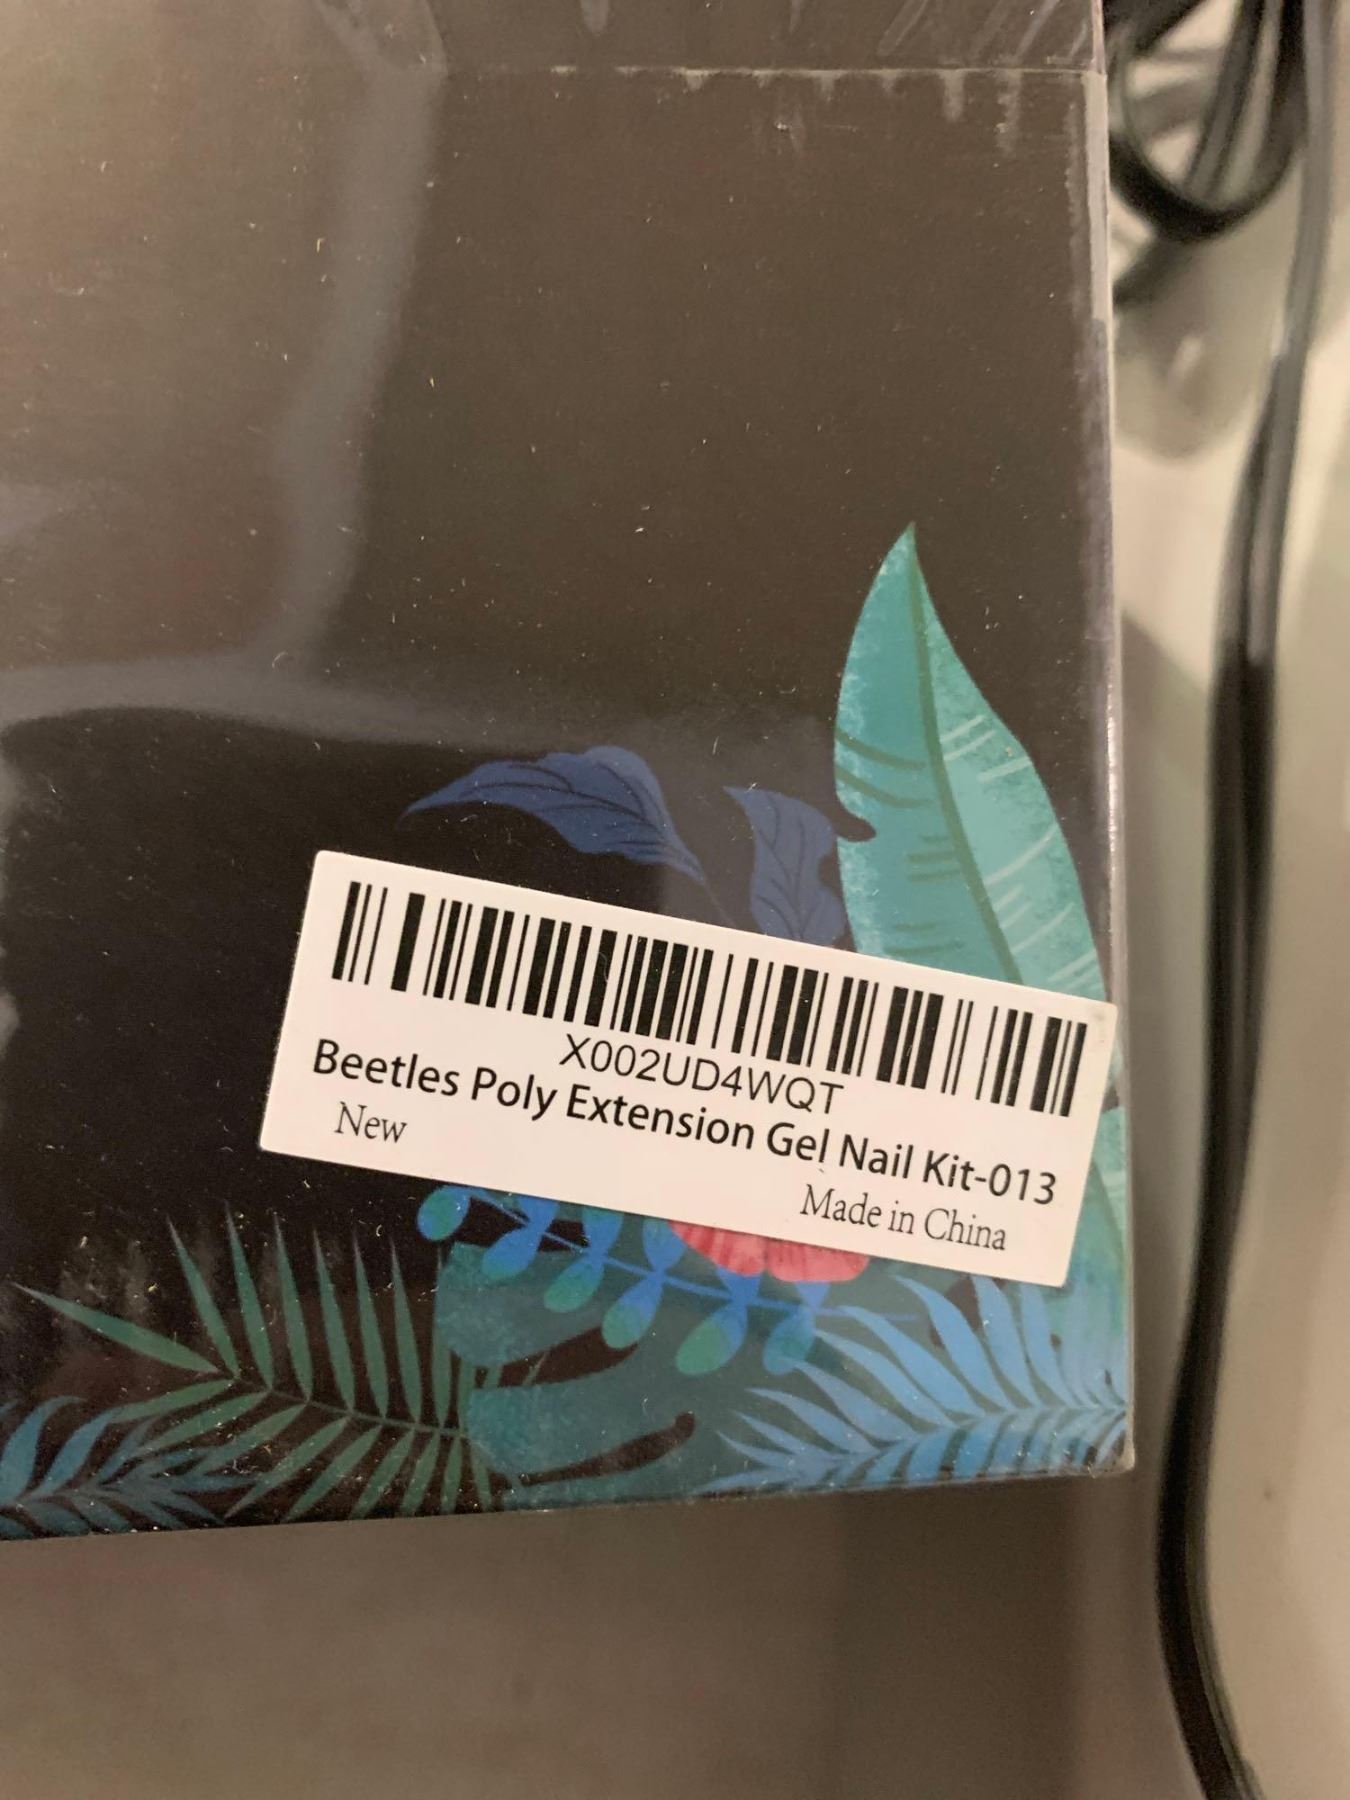 X002UD4WQT
Beetles Poly Extension Gel Nail Kit-013
New
Made in China